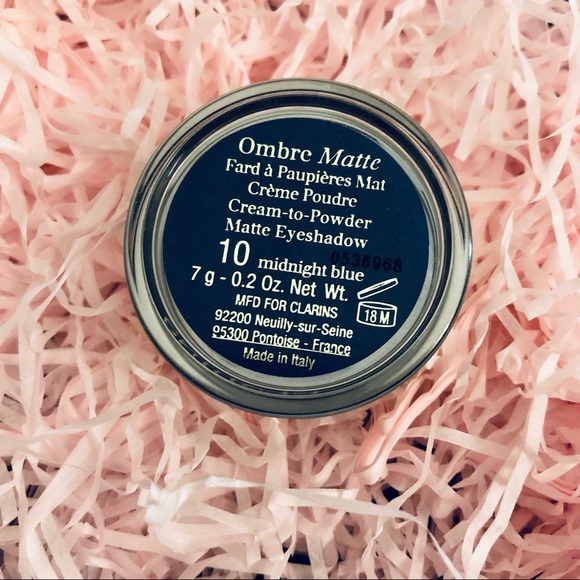 Ombre Matte
Fard à Paupières Mat
Crème Poudre
Cream-to-Powder
Matte Eyeshadow
0536968
10 midnight blue
7 g - 0.2 Oz. Net Wt.
MFD FOR CLARINS
18 M
92200 Neuilly-sur-Seine
95300 Pontoise - France
Made in Italy